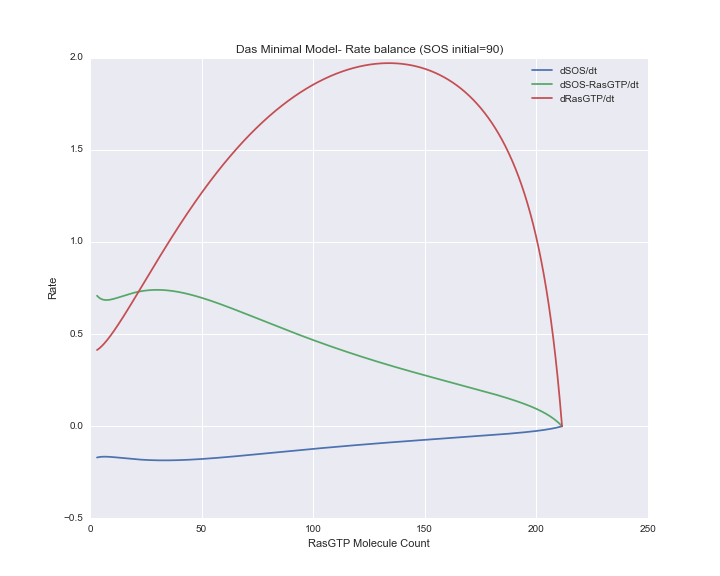 Das Minimal Model- Rate balance (SOS initial=90)
2.0
1.5
1.0
0.5
0.0
−0.5
Rate
dSOS/dt
dSOS-RasGTP/dt
dRasGTP/dt
0 50 100 150 200 250
RasGTP Molecule Count